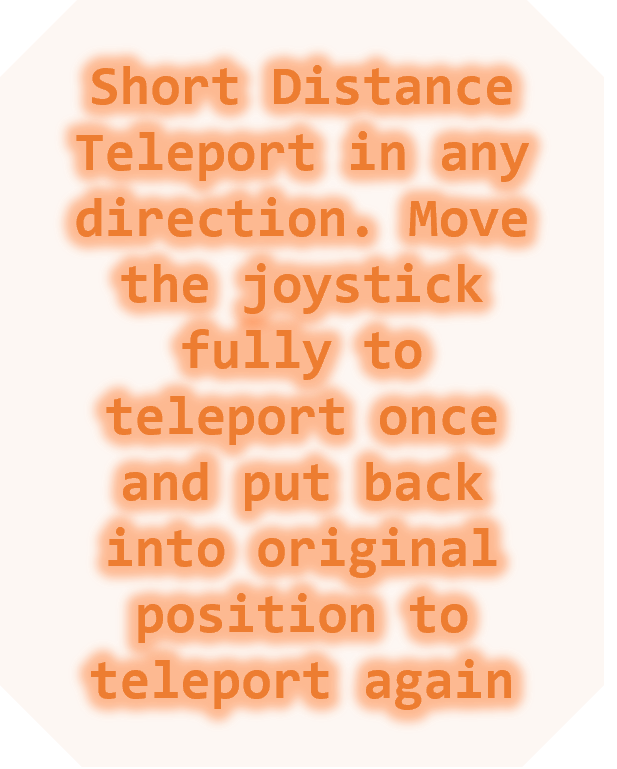 Short Distance
Teleport in any
direction. Move
the joystick
fully to
teleport once
and put back
into original
position to
teleport again